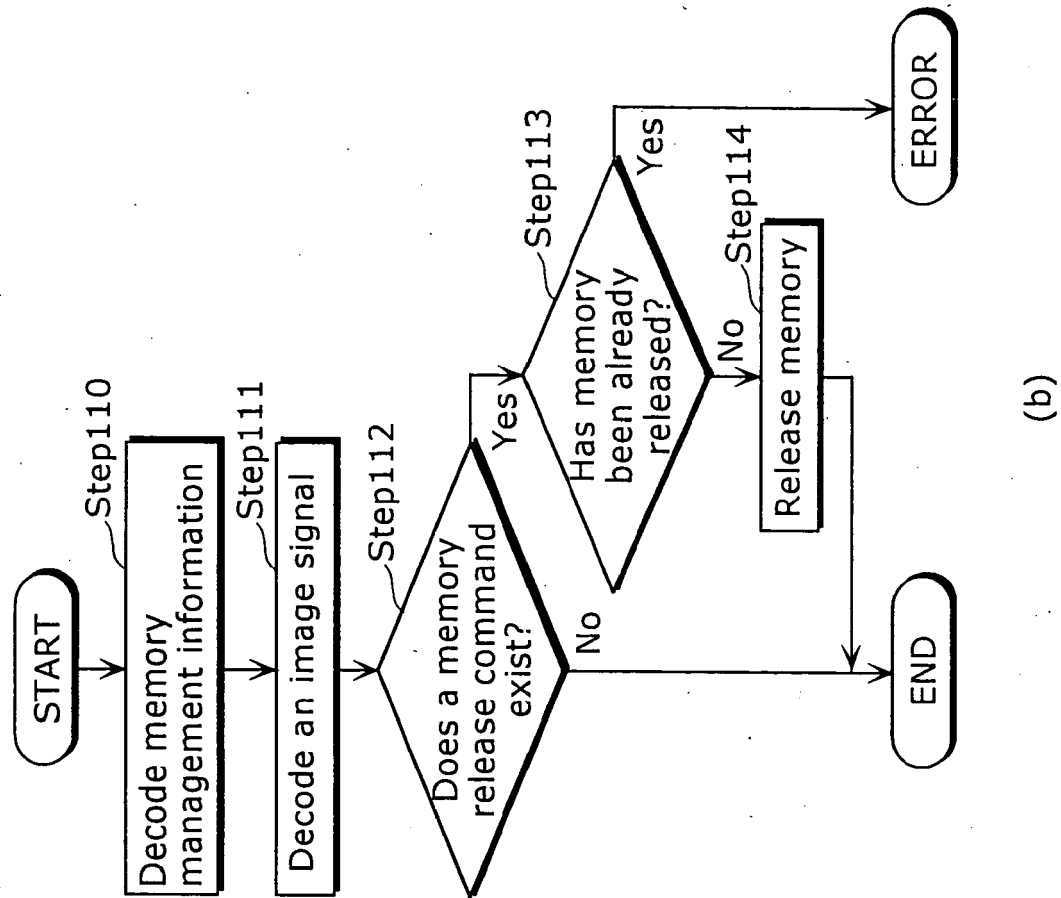 START
Step110
Decode memory
management information
Step111
Decode an image signal
Step112
Does a memory
release command
exist?
Yes
No
Step113
Has memory
been already
released?
Yes
No
Step114
Release memory
END
ERROR
(b)